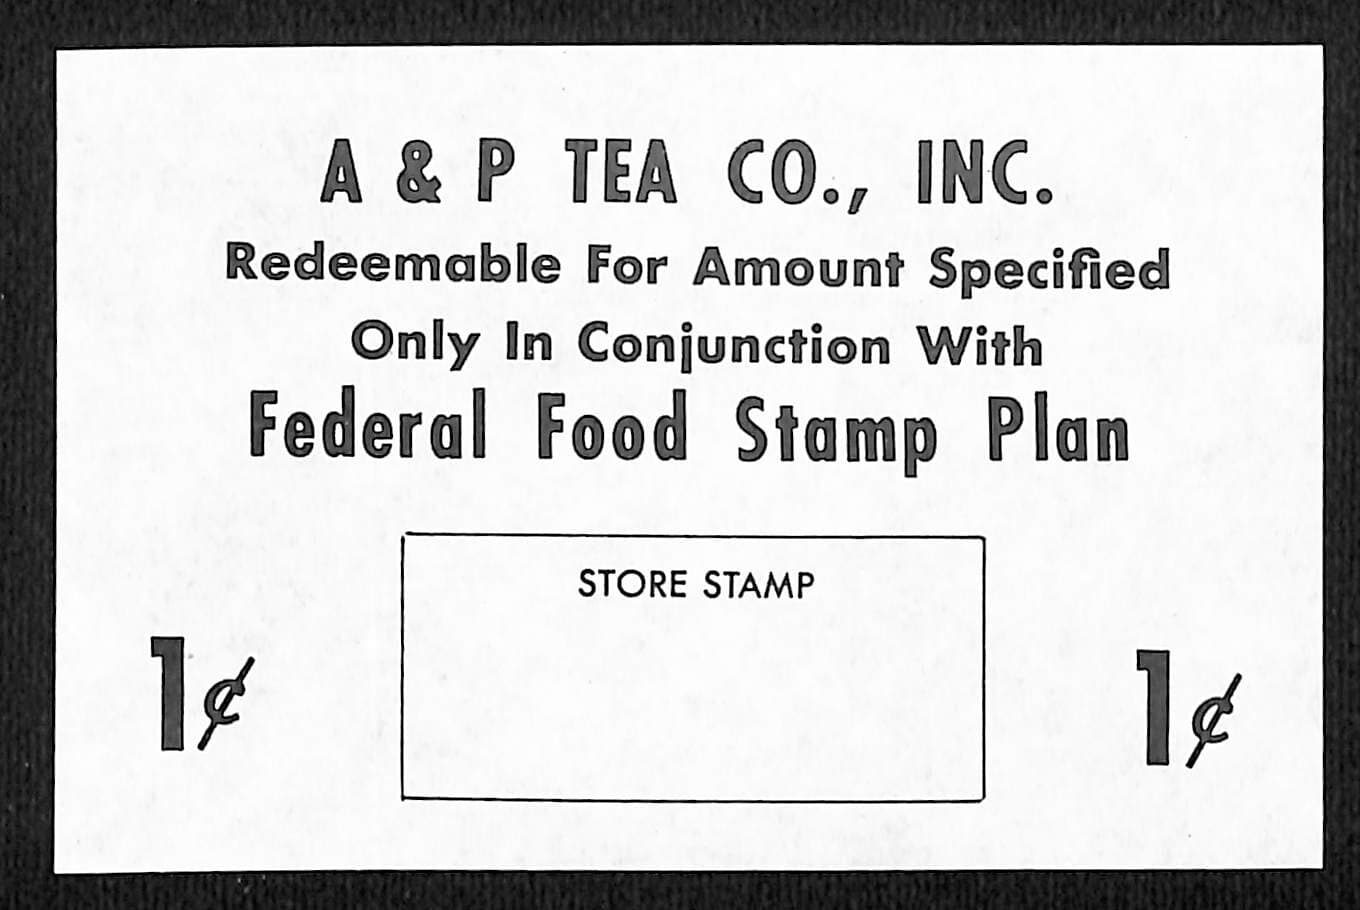 A & P TEA CO., INC.
Redeemable For Amount Specified
Only In Conjunction With
Federal Food Stamp Plan
STORE STAMP
1¢ 1¢